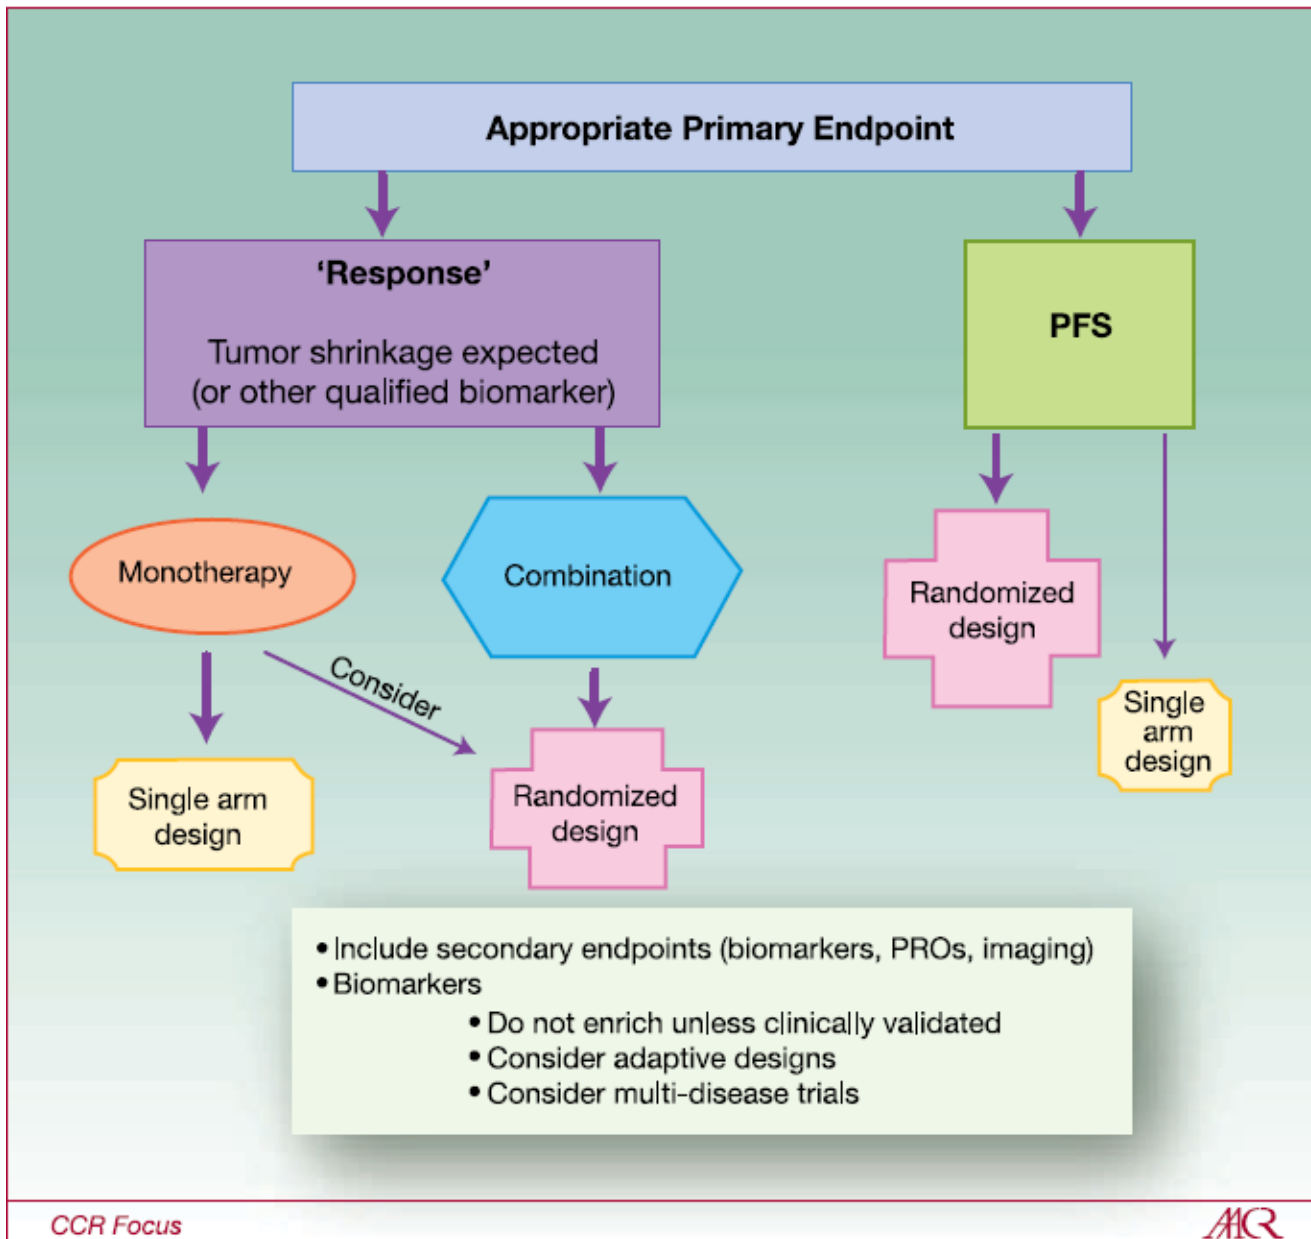 Appropriate Primary Endpoint
‘Response’
Tumor shrinkage expected
(or other qualified biomarker)
PFS
Monotherapy
Combination
Randomized
design
Consider
Single arm
design
Randomized
design
Single
arm
design
• Include secondary endpoints (biomarkers, PROs, imaging)
• Biomarkers
• Do not enrich unless clinically validated
• Consider adaptive designs
• Consider multi-disease trials
CCR Focus
AACR